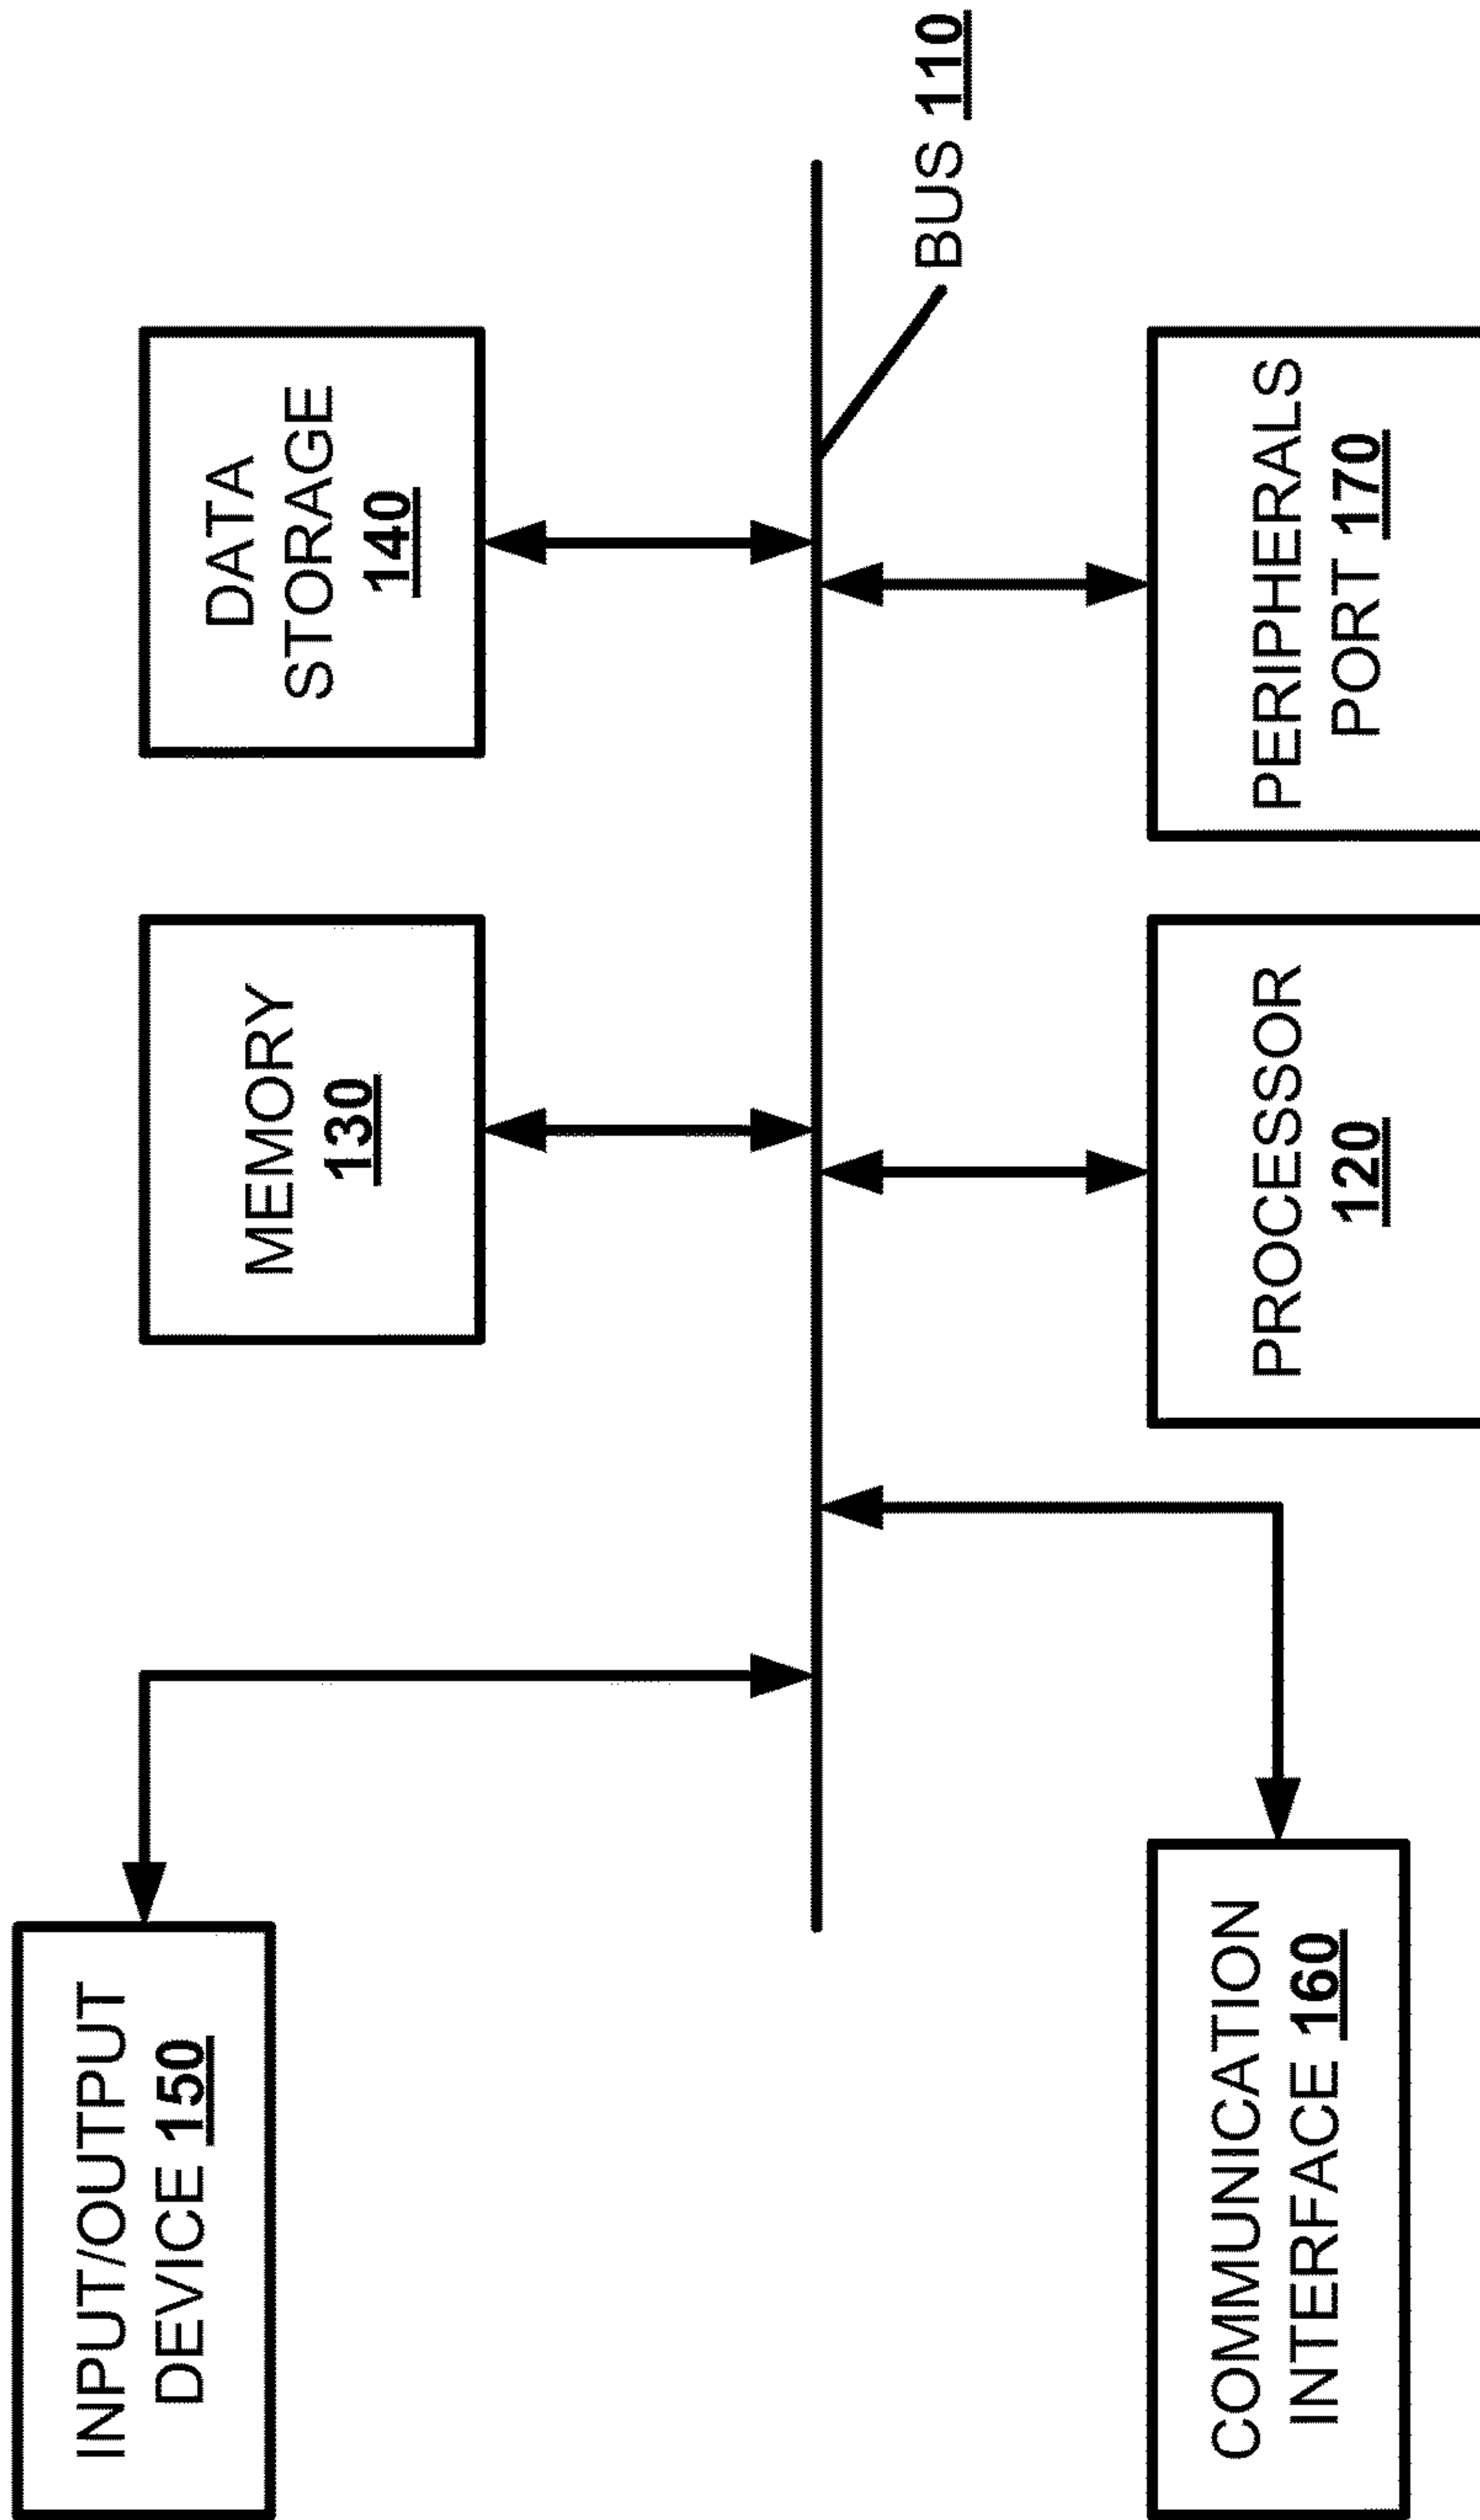 INPUT/OUTPUT
DEVICE 150
MEMORY
130
DATA
STORAGE
140
BUS 110
COMMUNICATION
INTERFACE 160
PROCESSOR
120
PERIPHERALS
PORT 170